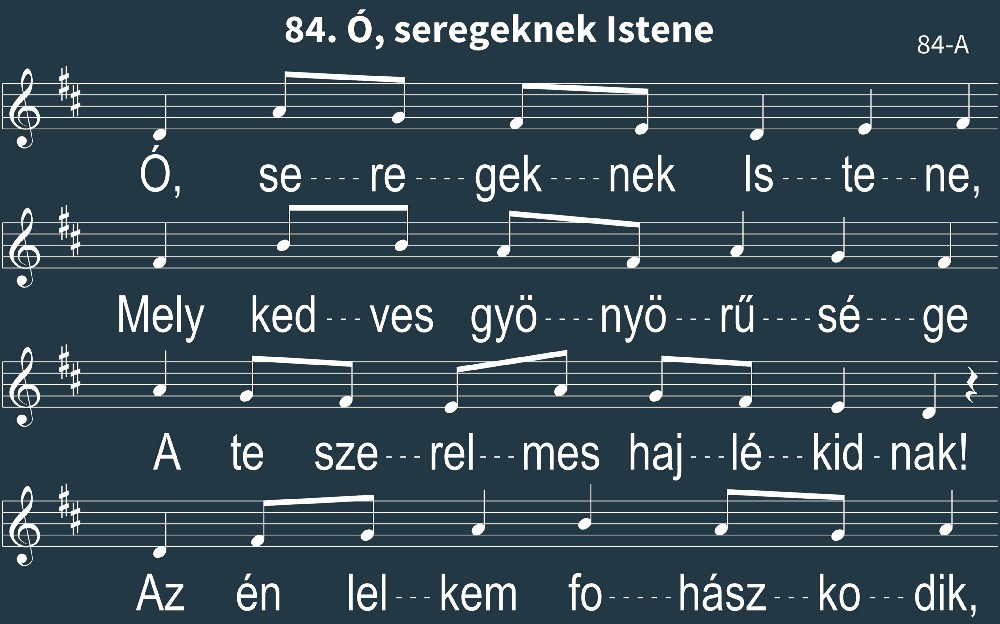 84. Ó, seregeknek Istene
84-A
Ó, se----re----gek----nek Is----te---ne,
Mely ked---ves gyö----nyö---rű----sé----ge
A te sze---rel---mes haj---lé---kid-nak!
Az én lel---kem fo-----hász---ko---dik,